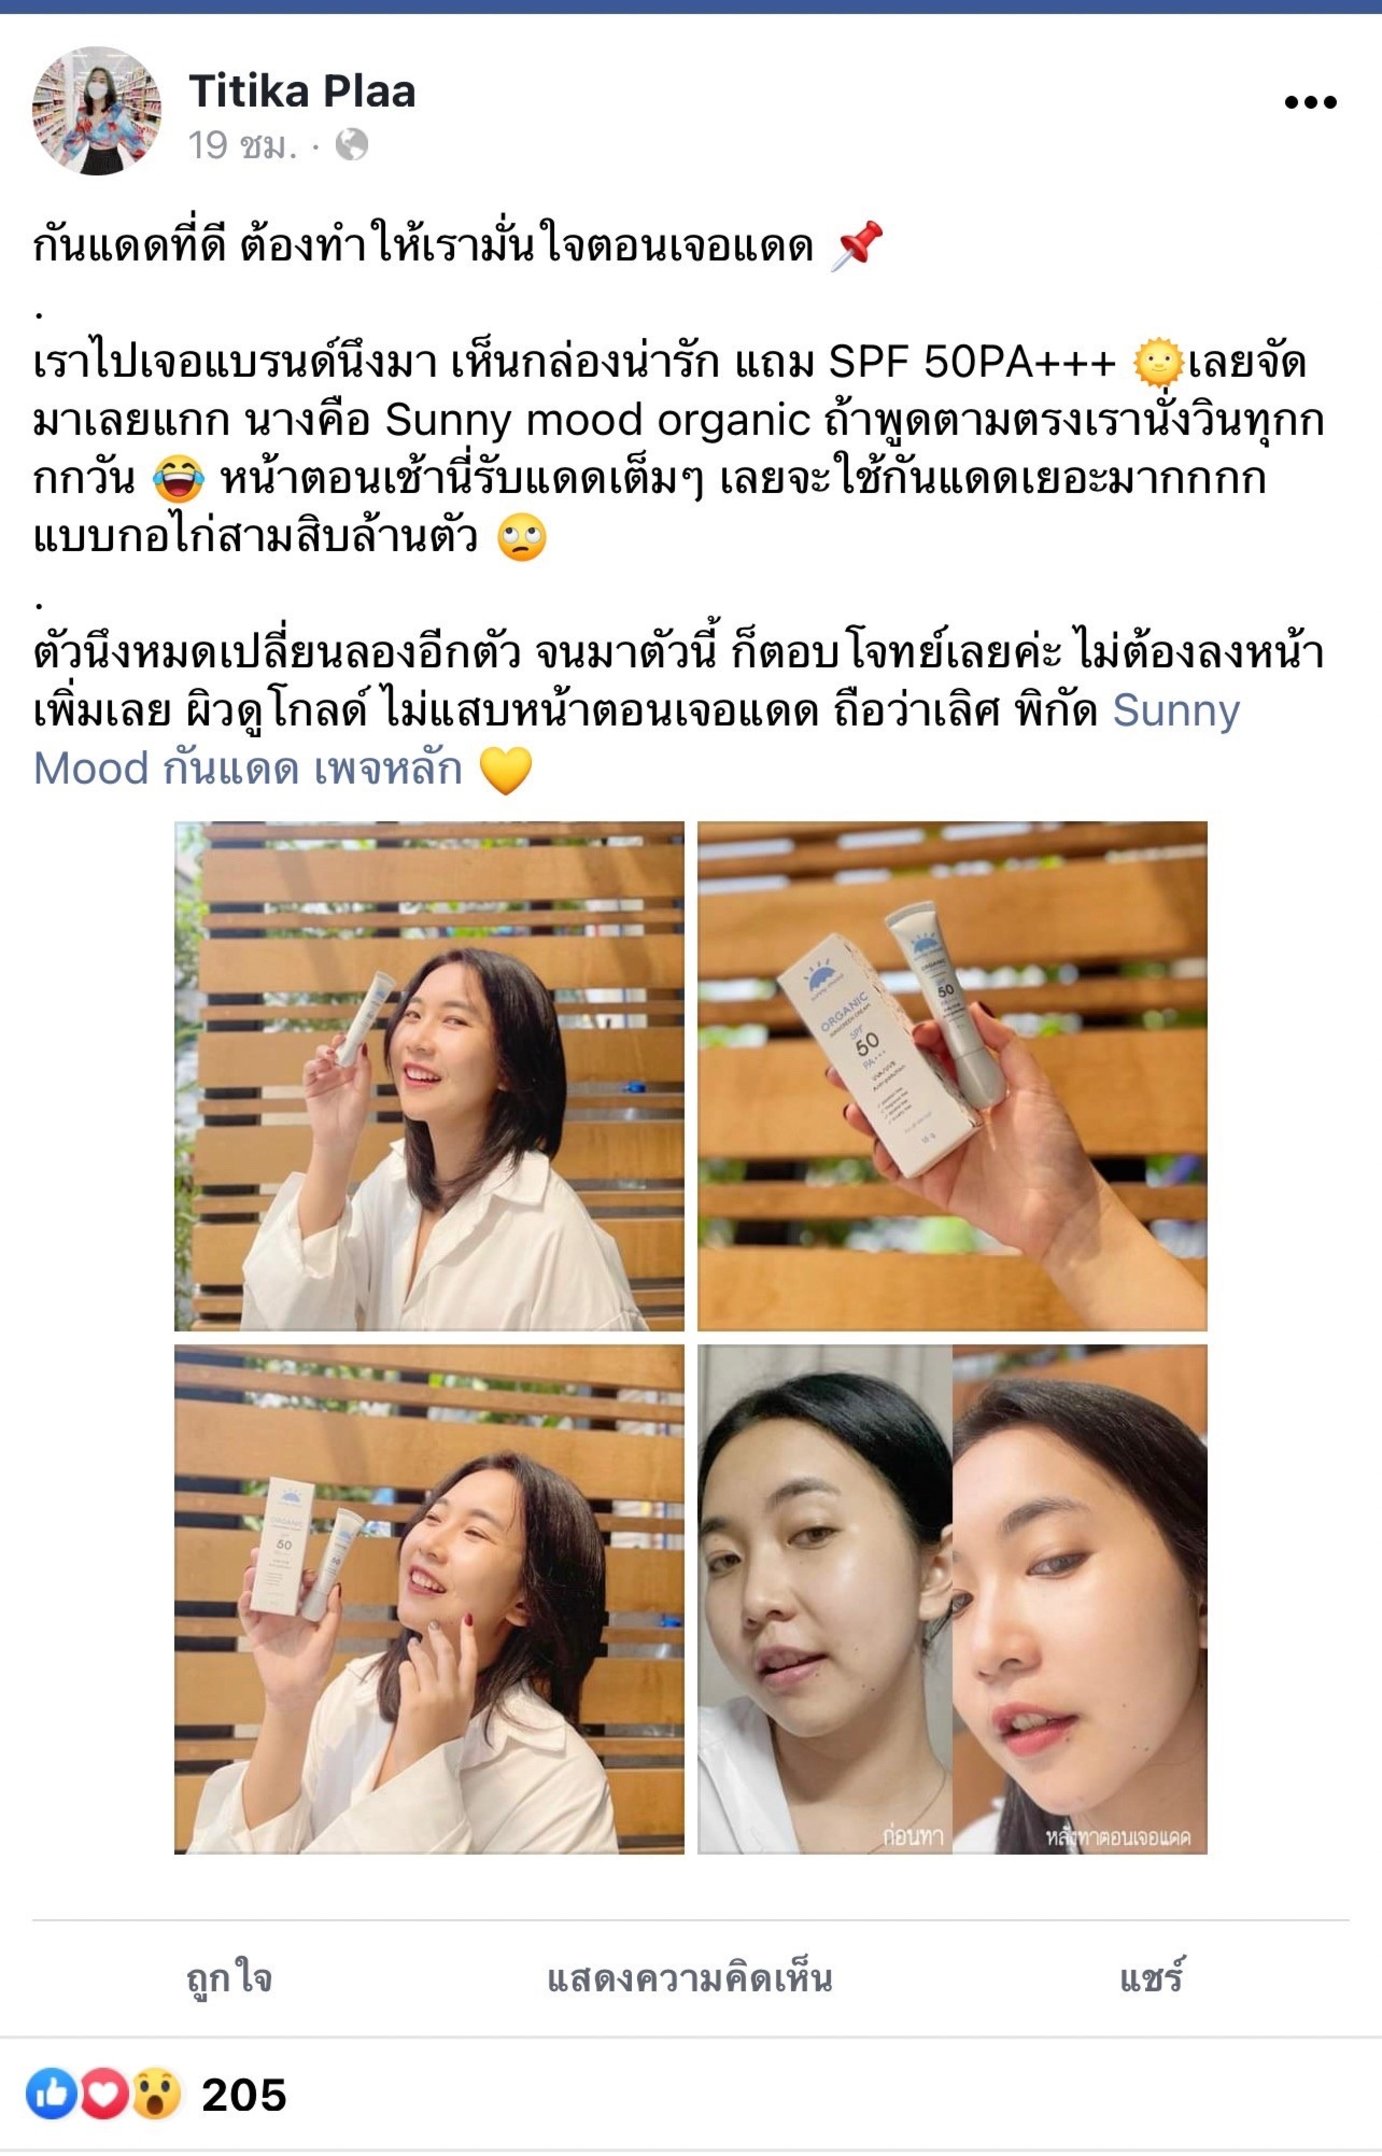 Titika Plaa
19 ชม. ·
กันแดดที่ดี ต้องทำให้เรามั่นใจตอนเจอแดด 📌
.
เราไปเจอแบรนด์นึงมา เห็นกล่องน่ารัก แถม SPF 50PA+++ 🌞เลยจัด
มาเลยแกก นางคือ Sunny mood organic ถ้าพูดตามตรงเรานั่งวินทุกก
กกวัน 😂 หน้าตอนเช้านี่รับแดดเต็มๆ เลยจะใช้กันแดดเยอะมากกกก
แบบกอไก่สามสิบล้านตัว 🙄
.
ตัวนึงหมดเปลี่ยนลองอีกตัว จนมาตัวนี้ ก็ตอบโจทย์เลยค่ะ ไม่ต้องลงหน้า
เพิ่มเลย ผิวดูโกลด์ ไม่แสบหน้าตอนเจอแดด ถือว่าเลิศ พิกัด Sunny
Mood กันแดด เพจหลัก 💛
sunny mood
ORGANIC
SUNSCREEN CREAM
SPF
50
PA+++
UVA/UVB
ORGANIC
50
ORGANIC
50
50
ก่อนทา
หลังทาตอนเจอแดด
ถูกใจ
แสดงความคิดเห็น
แชร์
205